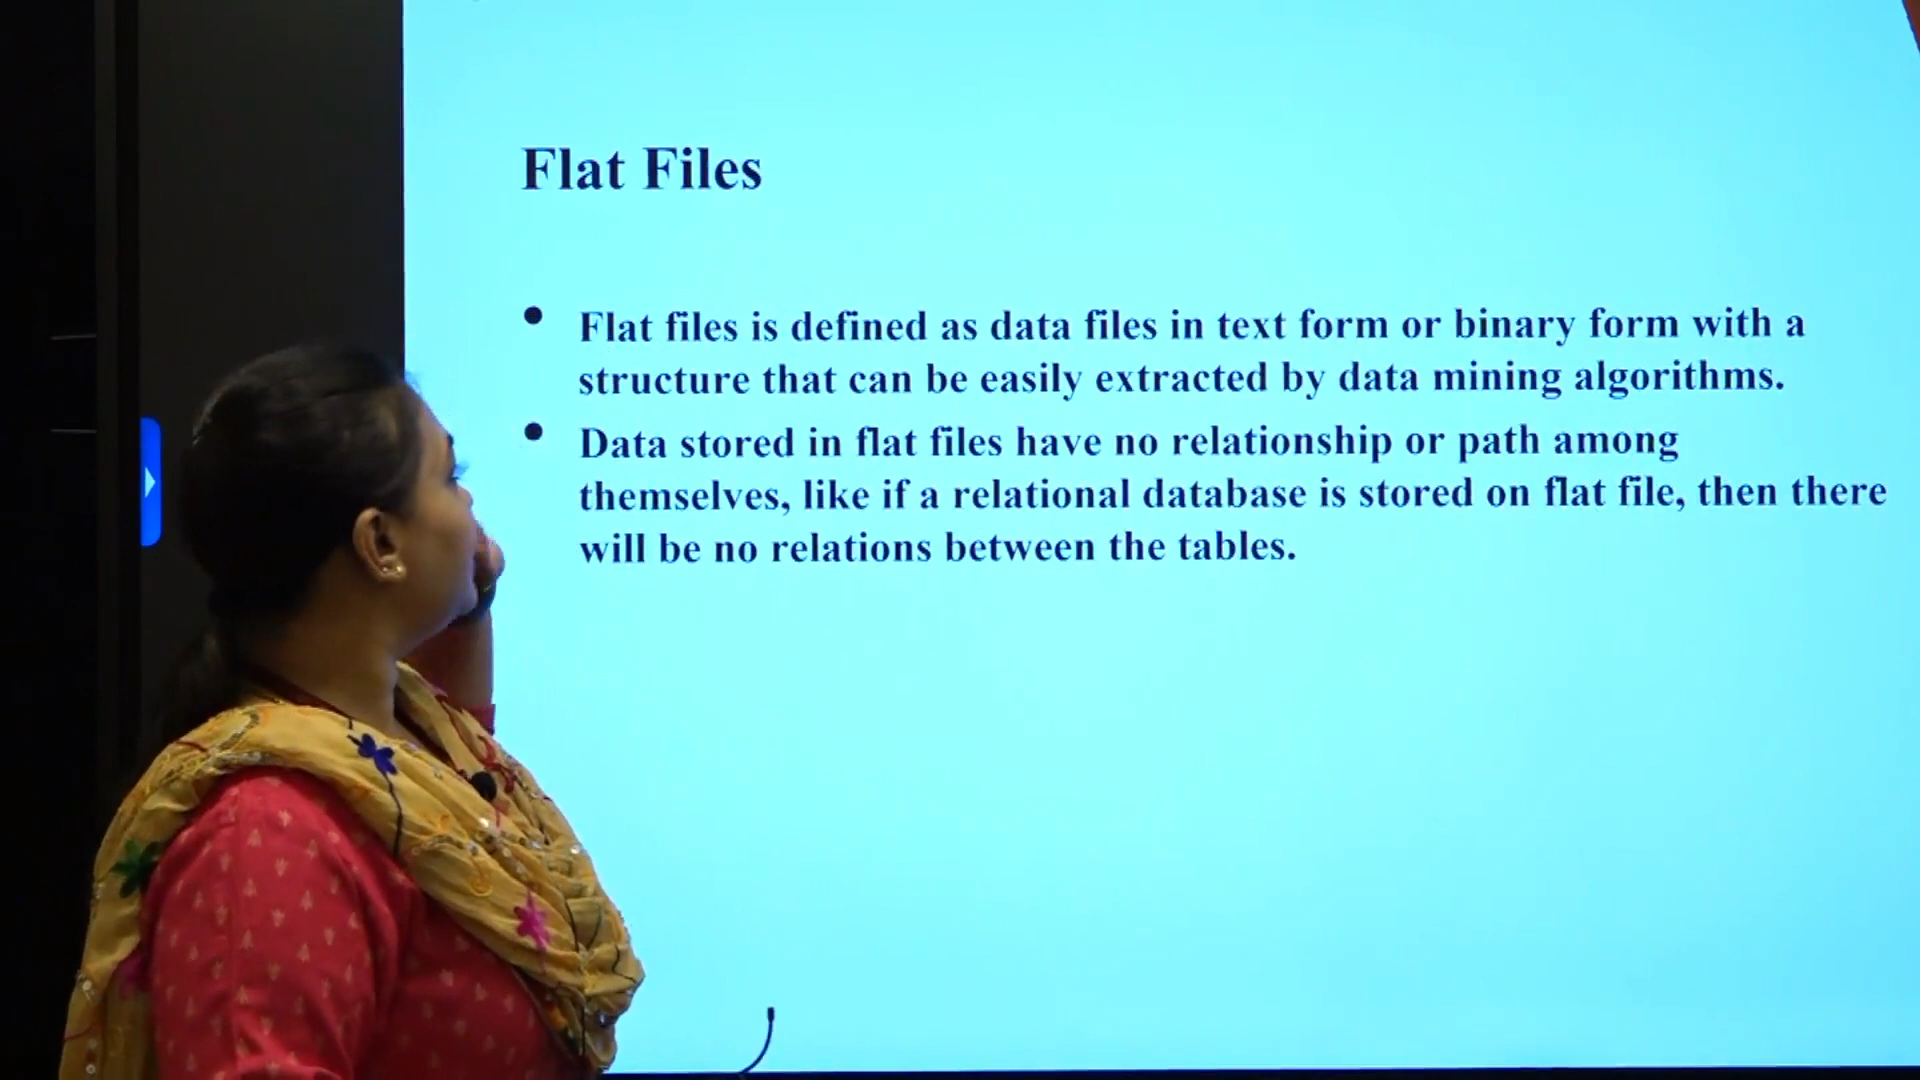 Flat Files
• Flat files is defined as data files in text form or binary form with a
structure that can be easily extracted by data mining algorithms.
• Data stored in flat files have no relationship or path among
themselves, like if a relational database is stored on flat file, then there
will be no relations between the tables.